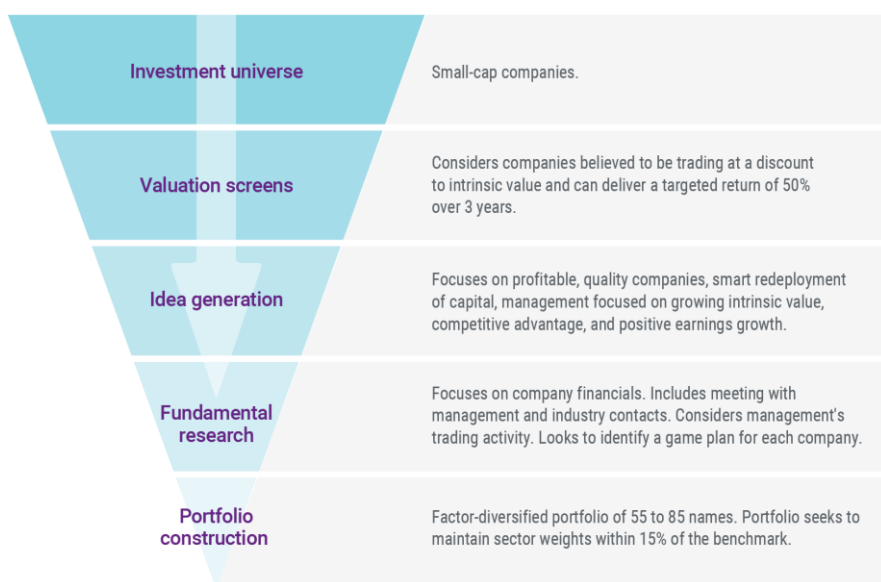 Investment universe
Small-cap companies.
Valuation screens
Considers companies believed to be trading at a discount
to intrinsic value and can deliver a targeted return of 50%
over 3 years.
Idea generation
Focuses on profitable, quality companies, smart redeployment
of capital, management focused on growing intrinsic value,
competitive advantage, and positive earnings growth.
Fundamental
research
Focuses on company financials. Includes meeting with
management and industry contacts. Considers management's
trading activity. Looks to identify a game plan for each company.
Portfolio
construction
Factor-diversified portfolio of 55 to 85 names. Portfolio seeks to
maintain sector weights within 15% of the benchmark.